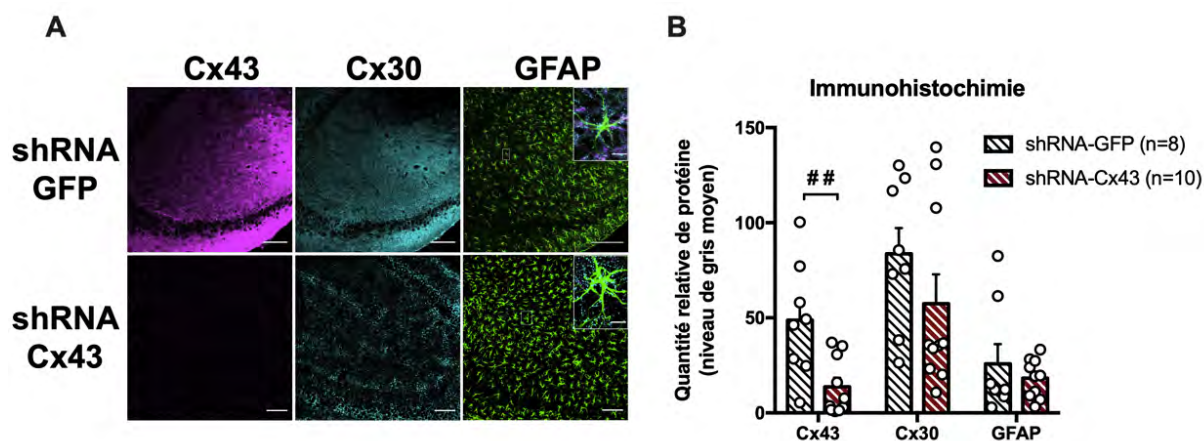 A
Cx43 Cx30 GFAP
shRNA
GFP
shRNA
Cx43
B
Immunohistochimie
Quantité relative de protéine
(niveau de gris moyen)
150
100
50
0
##
shRNA-GFP (n=8)
shRNA-Cx43 (n=10)
Cx43 Cx30 GFAP